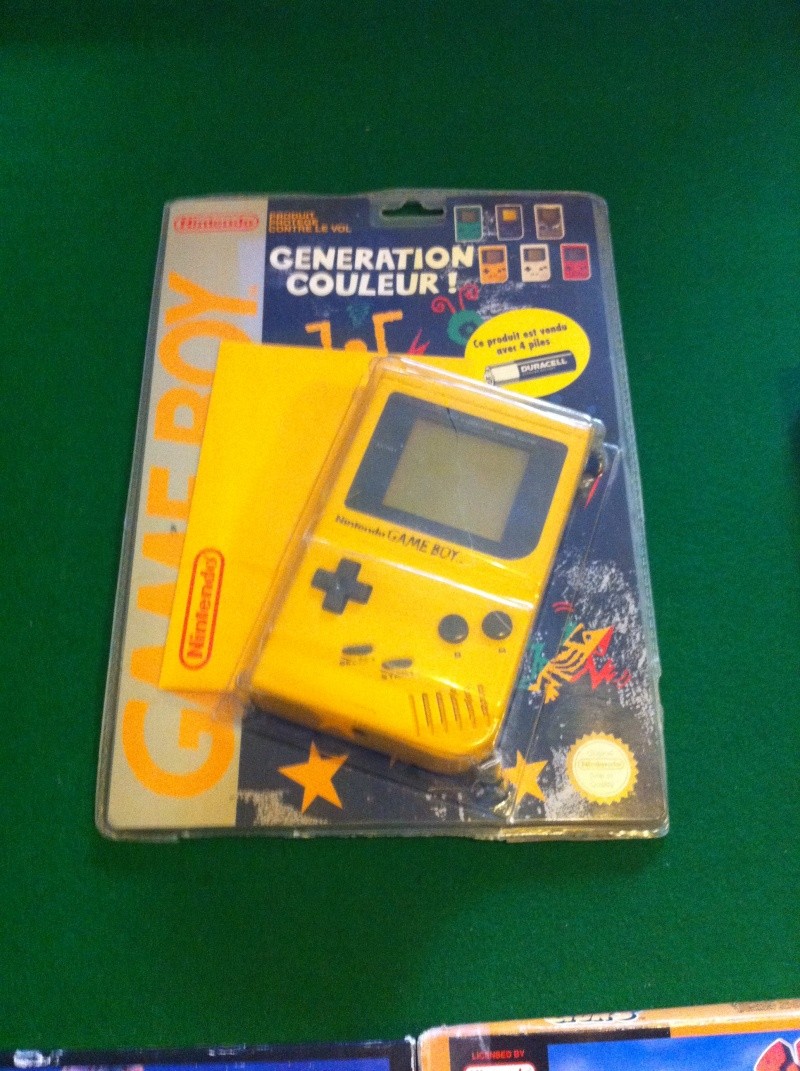 Nintendo
PRODUIT
PROTEGE
CONTRE LE VOL
GENERATION
COULEUR !
GAME BOY
Ce produit est vendu
avec 4 piles
DURACELL
Nintendo GAME BOY
Nintendo
SELECT
START
B
A
Nintendo
LICENSED BY